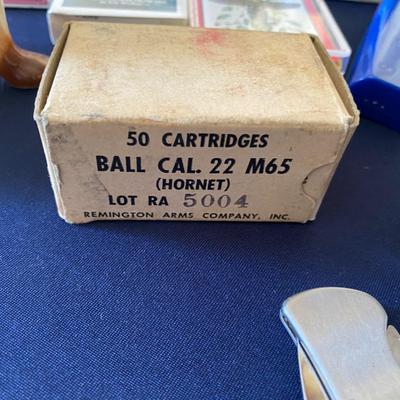 50 CARTRIDGES
BALL CAL. 22 M65
(HORNET)
LOT RA 5004
REMINGTON ARMS COMPANY, INC.